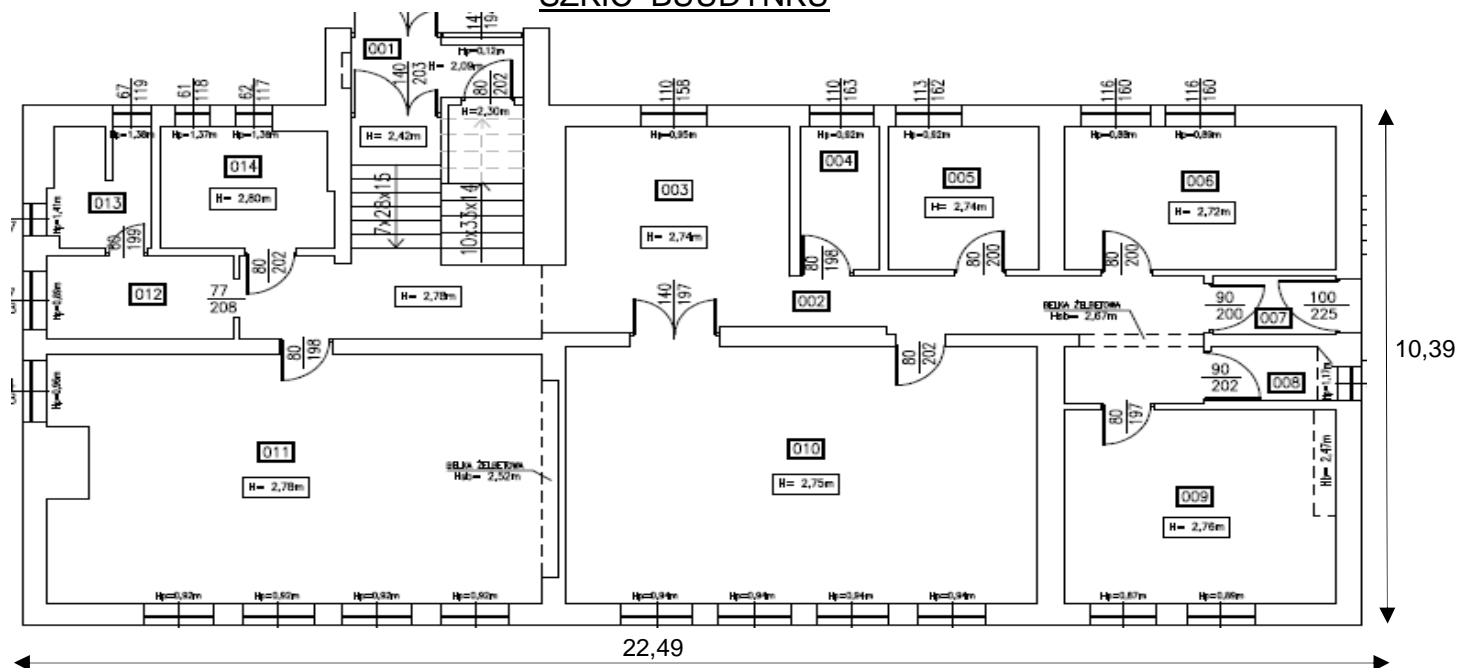 SZKIC BUUDYNKU
14
194
001
Hp=0,12m
H= 2,09m
140
203
80
202
67
119
61
118
62
117
110
158
110
163
113
162
116
160
116
160
H=2,30m
Hp=1,38m
Hp=1,37m
Hp=1,38m
H= 2,42m
Hp=0,95m
Hp=0,92m
Hp=0,92m
Hp=0,88m
Hp=0,89m
014
H= 2,80m
013
Hp=1,41m
7x28x15
10x33x14
003
H= 2,74m
004
005
H= 2,74m
006
H= 2,72m
199
80
202
80
198
80
200
80
200
012
77
208
H= 2,78m
140
197
002
BELKA ŻELBETOWA
Hsb= 2,67m
90
200
007
100
225
80
198
80
202
90
202
008
Hp=1,17m
10,39
Hp=0,96m
80
197
011
H= 2,78m
BELKA ŻELBETOWA
Hsb= 2,52m
010
H= 2,75m
009
H= 2,76m
Hb= 2,47m
Hp=0,92m
Hp=0,92m
Hp=0,92m
Hp=0,92m
Hp=0,94m
Hp=0,94m
Hp=0,94m
Hp=0,94m
Hp=0,87m
Hp=0,89m
22,49